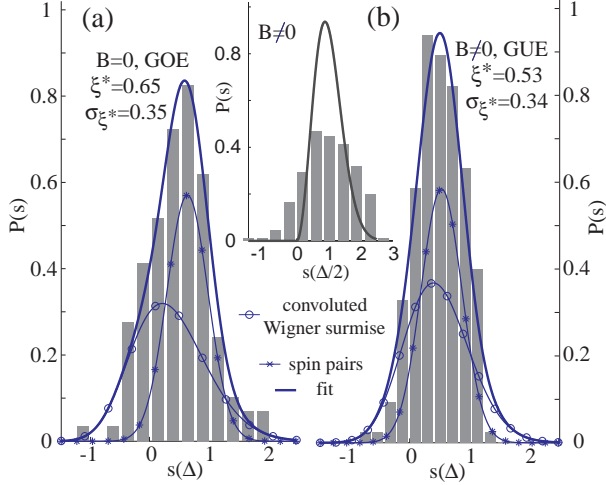 (a)
B=0, GOE
ξ*=0.65
σξ*=0.35
P(s)
1
0.8
0.6
0.4
0.2
0
-1
0
1
2
s(Δ)
B≠0
P(s)
0.8
0.4
0
-1
0
1
2
3
s(Δ/2)
convoluted
Wigner surmise
spin pairs
fit
(b)
B≠0, GUE
ξ*=0.53
σξ*=0.34
P(s)
1
0.8
0.6
0.4
0.2
0
-1
0
1
2
s(Δ)